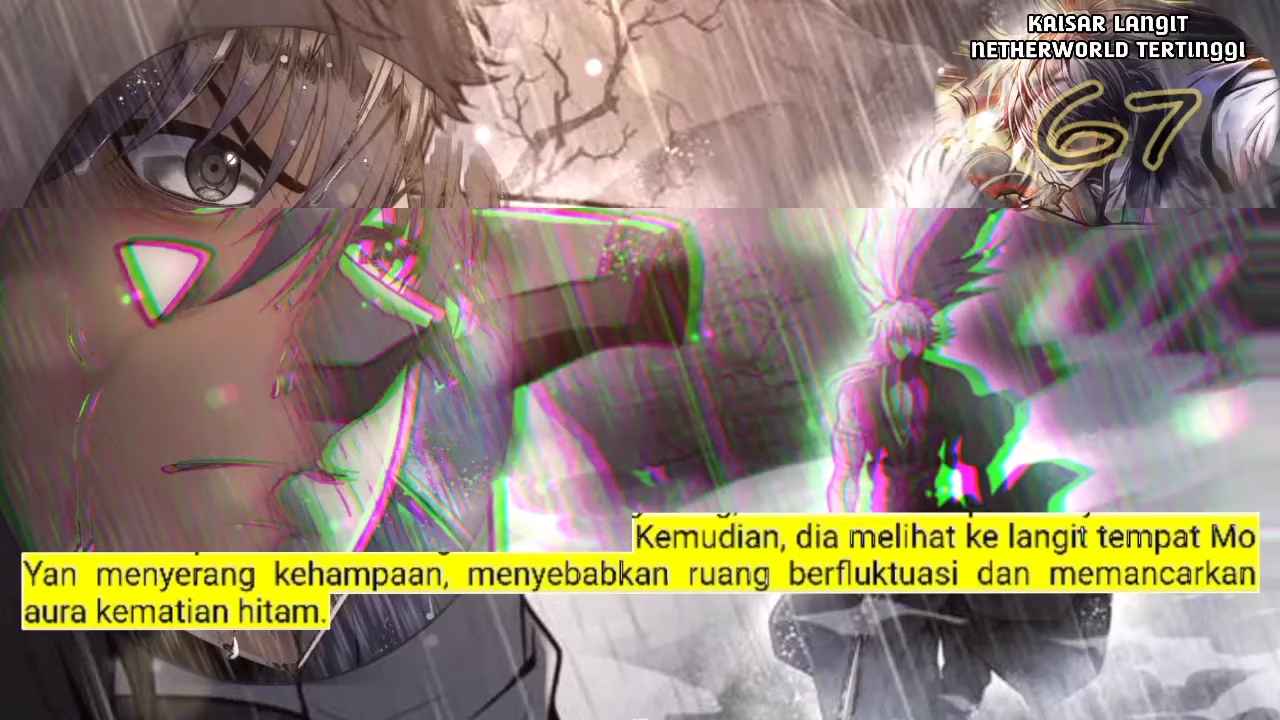 KAISAR LANGIT
NETHERWORLD TERTINGGI
67
Kemudian, dia melihat ke langit tempat Mo
Yan menyerang kehampaan, menyebabkan ruang berfluktuasi dan memancarkan
aura kematian hitam.